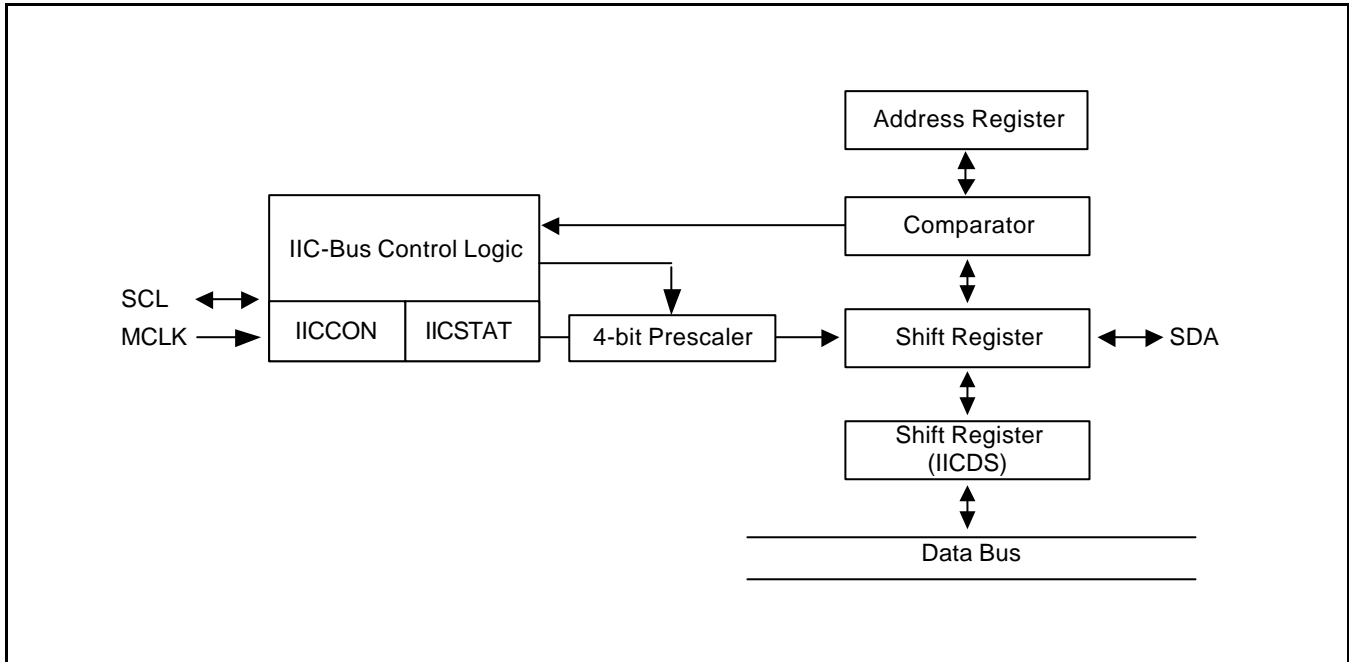 Address Register
Comparator
IIC-Bus Control Logic
SCL
MCLK
IICCON
IICSTAT
4-bit Prescaler
Shift Register
SDA
Shift Register
(IICDS)
Data Bus